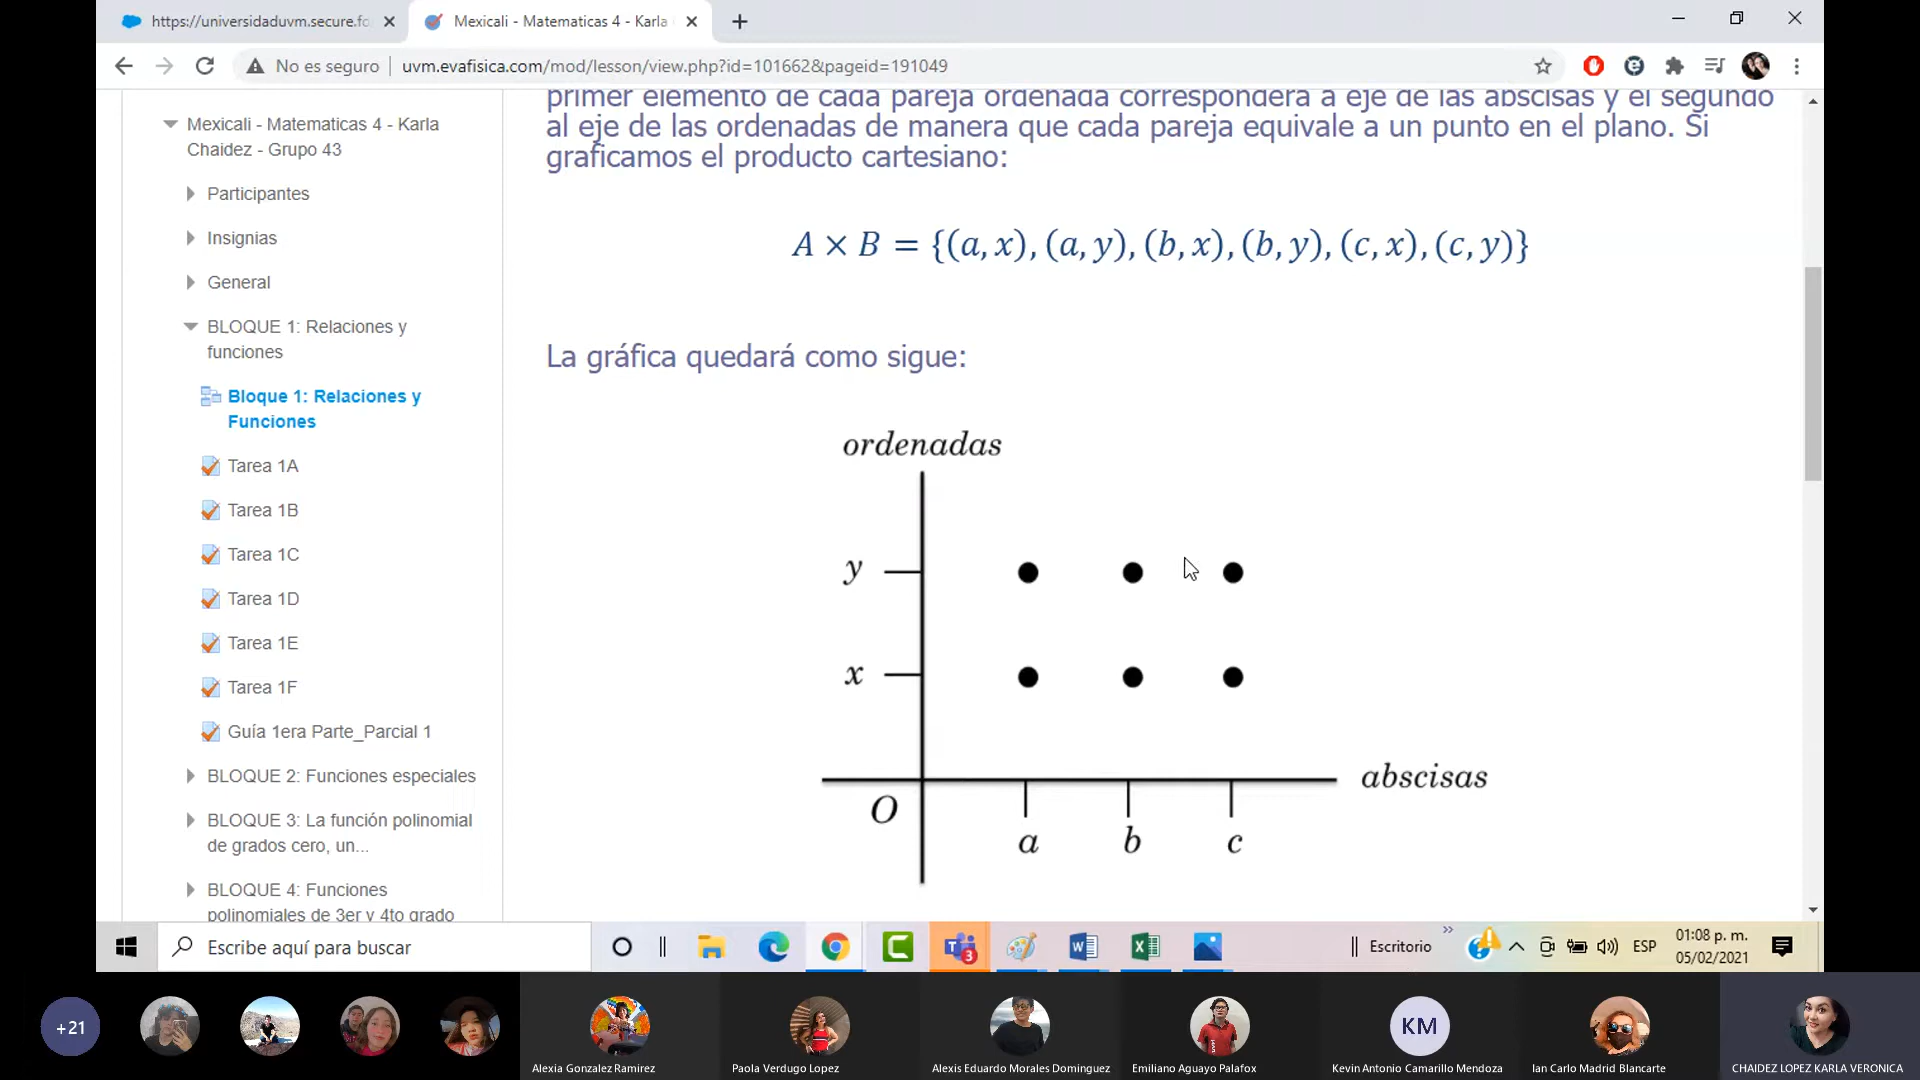 https://universidaduvm.secure.fo
Mexicali - Matematicas 4 - Karla
No es seguro
uvm.evafisica.com/mod/lesson/view.php?id=101662&pageid=191049
Mexicali - Matematicas 4 - Karla
Chaidez - Grupo 43
Participantes
Insignias
General
BLOQUE 1: Relaciones y
funciones
Bloque 1: Relaciones y
Funciones
Tarea 1A
Tarea 1B
Tarea 1C
Tarea 1D
Tarea 1E
Tarea 1F
Guía 1era Parte_Parcial 1
BLOQUE 2: Funciones especiales
BLOQUE 3: La función polinomial
de grados cero, un...
BLOQUE 4: Funciones
polinomiales de 3er y 4to grado
primer elemento de cada pareja ordenada corresponderá a eje de las abscisas y el segundo
al eje de las ordenadas de manera que cada pareja equivale a un punto en el plano. Si
graficamos el producto cartesiano:
A × B = {(a, x), (a, y), (b, x), (b, y), (c, x), (c, y)}
La gráfica quedará como sigue:
ordenadas
y
x
abscisas
O
a b c
Escribe aquí para buscar
3
Escritorio
ESP
01:08 p. m.
05/02/2021
+21
KM
Alexia Gonzalez Ramirez
Paola Verdugo Lopez
Alexis Eduardo Morales Dominguez
Emiliano Aguayo Palafox
Kevin Antonio Camarillo Mendoza
Ian Carlo Madrid Blancarte
CHAIDEZ LOPEZ KARLA VERONICA